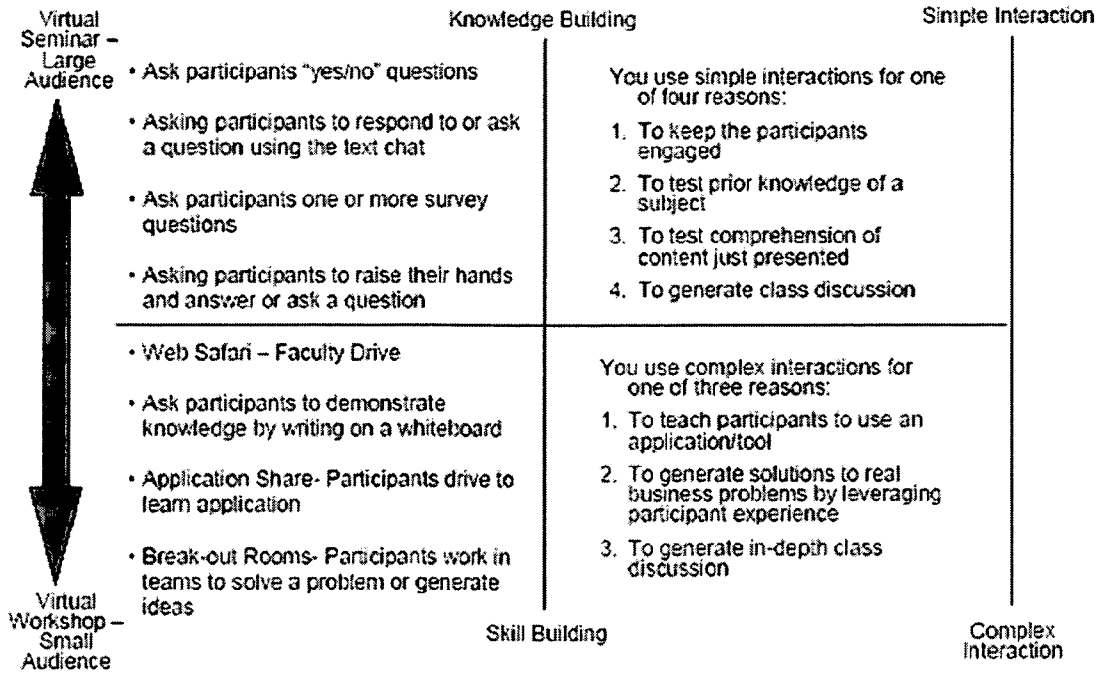 Virtual
Seminar –
Large
Audience
Knowledge Building
Simple Interaction
• Ask participants "yes/no" questions
• Asking participants to respond to or ask
a question using the text chat
• Ask participants one or more survey
questions
• Asking participants to raise their hands
and answer or ask a question
You use simple interactions for one
of four reasons:
1. To keep the participants
engaged
2. To test prior knowledge of a
subject
3. To test comprehension of
content just presented
4. To generate class discussion
• Web Safari – Faculty Drive
• Ask participants to demonstrate
knowledge by writing on a whiteboard
• Application Share- Participants drive to
learn application
• Break-out Rooms- Participants work in
teams to solve a problem or generate
ideas
You use complex interactions for
one of three reasons:
1. To teach participants to use an
application/tool
2. To generate solutions to real
business problems by leveraging
participant experience
3. To generate in-depth class
discussion
Virtual
Workshop –
Small
Audience
Skill Building
Complex
Interaction